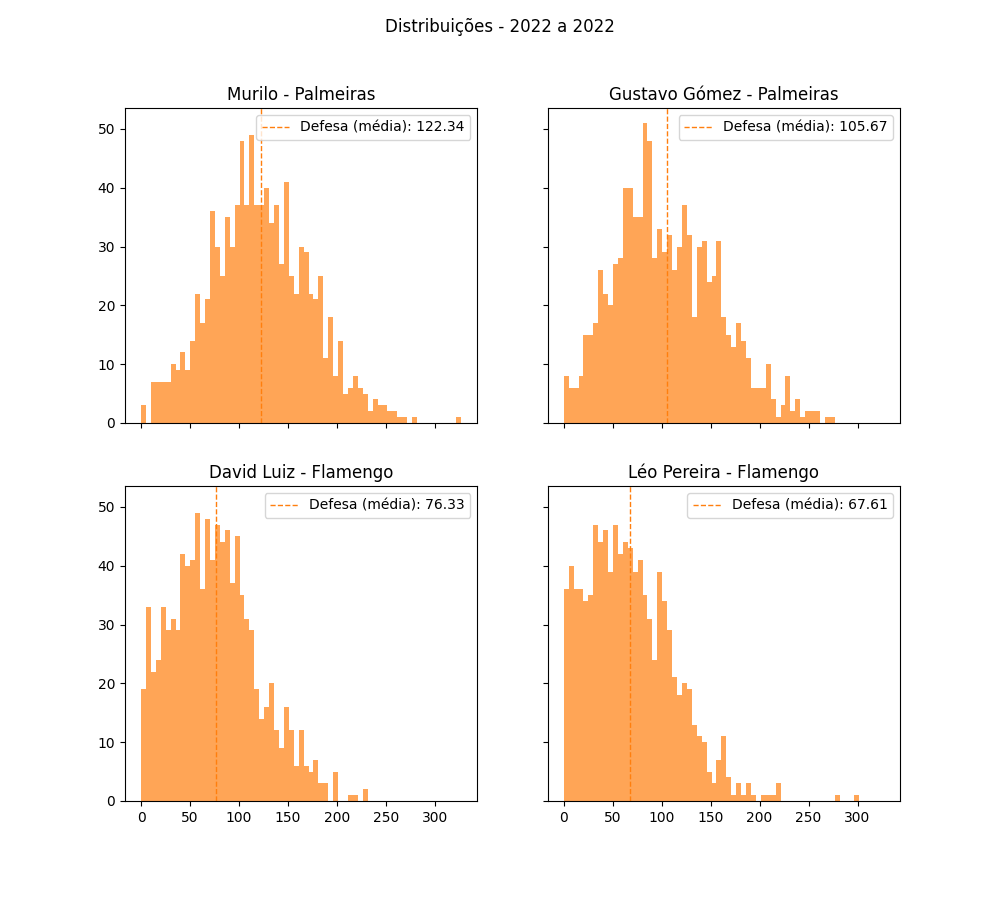 Distribuições - 2022 a 2022
Murilo - Palmeiras
Gustavo Gómez - Palmeiras
Defesa (média): 122.34
Defesa (média): 105.67
50
40
30
20
10
0
David Luiz - Flamengo
Léo Pereira - Flamengo
Defesa (média): 76.33
Defesa (média): 67.61
50
40
30
20
10
0
0 50 100 150 200 250 300
0 50 100 150 200 250 300